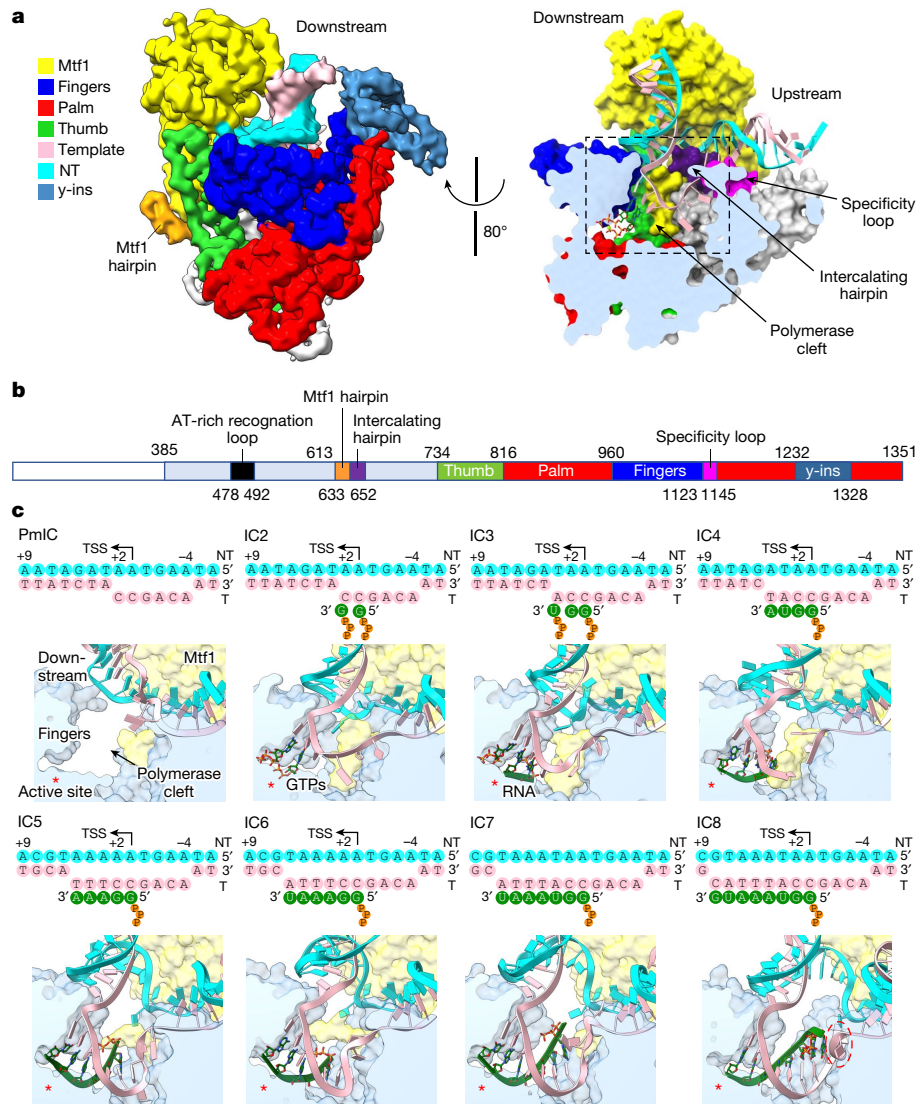 a
Downstream
Mtf1
Fingers
Palm
Thumb
Template
NT
y-ins
Mtf1
hairpin
80°
Downstream
Upstream
Specificity
loop
Intercalating
hairpin
Polymerase
cleft
b
Mtf1 hairpin
AT-rich recognation
loop
Intercalating
hairpin
Specificity loop
385 613 734 816 960 1232 1351
Thumb Palm Fingers y-ins
478 492 633 652 1123 1145 1328
c
PmIC
+9 TSS +2 −4 NT
AATAGATAATGAATA 5′
TTATCTA AT 3′
CCGACA T
Down-
stream
Mtf1
Fingers
Polymerase
cleft
* Active site
IC2
+9 TSS +2 −4 NT
AATAGATAATGAATA 5′
TTATCTA AT 3′
CCGACA T
3′ G G 5′
P P
P P
P P
GTPs
*
IC3
+9 TSS +2 −4 NT
AATAGATAATGAATA 5′
TTATCT AT 3′
ACCGACA T
3′ U GG 5′
P P
P P
P P
RNA
*
IC4
+9 TSS +2 −4 NT
AATAGATAATGAATA 5′
TTATC AT 3′
TACCGACA T
3′ AUGG 5′
P
P
P
*
IC5
+9 TSS +2 −4 NT
ACGTAAAAATGAATA 5′
TGCA AT 3′
TTTCCGACA T
3′ AAAGG 5′
P
P
P
*
IC6
+9 TSS +2 −4 NT
ACGTAAAAATGAATA 5′
TGC AT 3′
ATTTCCGACA T
3′ UAAAGG 5′
P
P
P
*
IC7
+9 TSS +2 −4 NT
CGTAAATAATGAATA 5′
GC AT 3′
ATTTACCGACA T
3′ UAAAUGG 5′
P
P
P
*
IC8
+9 TSS +2 −4 NT
CGTAAATAATGAATA 5′
G AT 3′
CATTTACCGACA T
3′ GUAAAUGG 5′
P
P
P
*